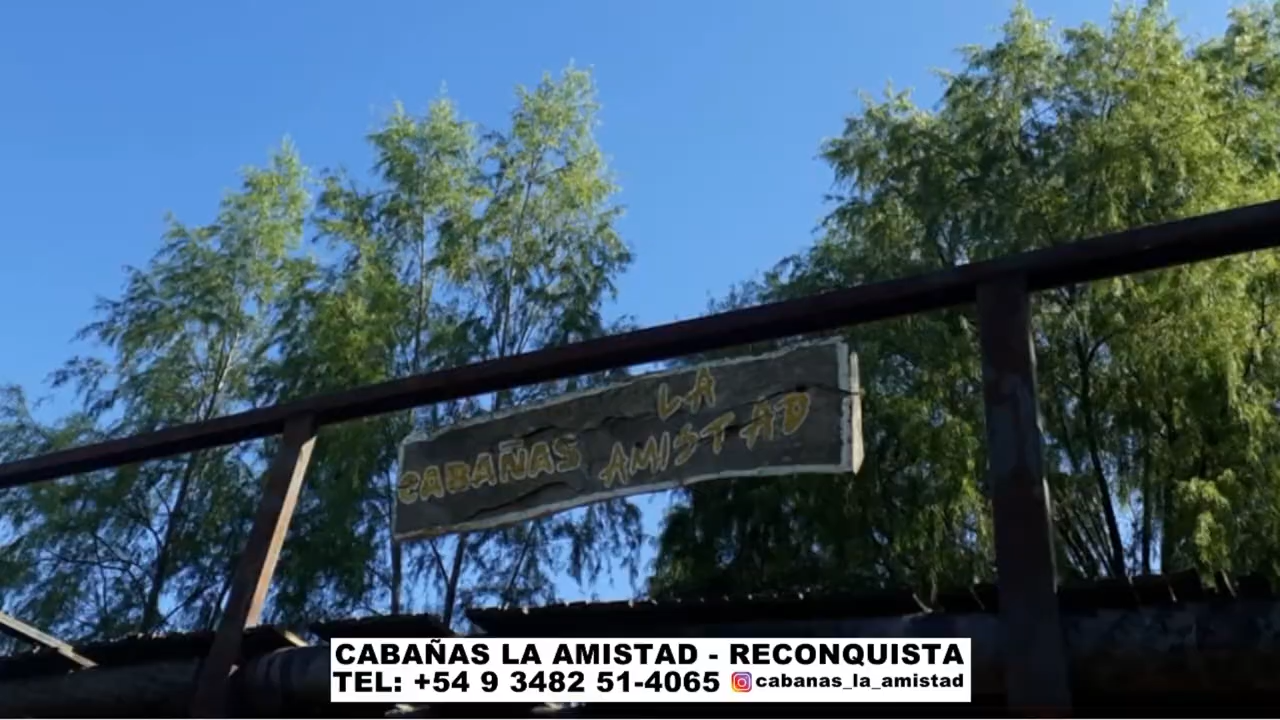 LA
CABAÑAS AMISTAD
CABAÑAS LA AMISTAD - RECONQUISTA
TEL: +54 9 3482 51-4065 cabanas_la_amistad